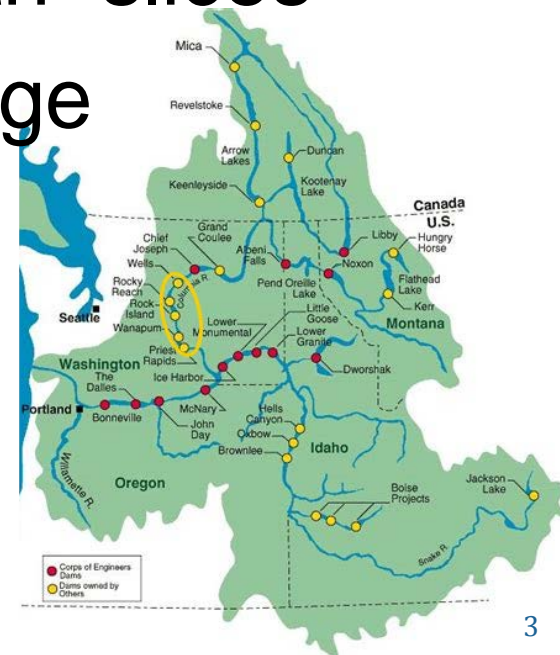 ge
Mica
Revelstoke
Arrow
Lakes
Duncan
Kootenay
Lake
Keenleyside
Canada
U.S.
Grand
Coulee
Chief
Joseph
Wells
Albeni
Falls
Libby
Hungry
Horse
Noxon
Rocky
Reach
Columbia R.
Pend Oreille
Lake
Flathead
Lake
Rock
Island
Kerr
Seattle
Wanapum
Lower
Monumental
Little
Goose
Montana
Priest
Rapids
Lower
Granite
Washington
Ice Harbor
Dworshak
The
Dalles
Portland
Bonneville
McNary
John
Day
Hells
Canyon
Oxbow
Brownlee
Idaho
Willamette R.
Oregon
Boise
Projects
Jackson
Lake
Snake R.
Corps of Engineers
Dams
Dams owned by
Others
3